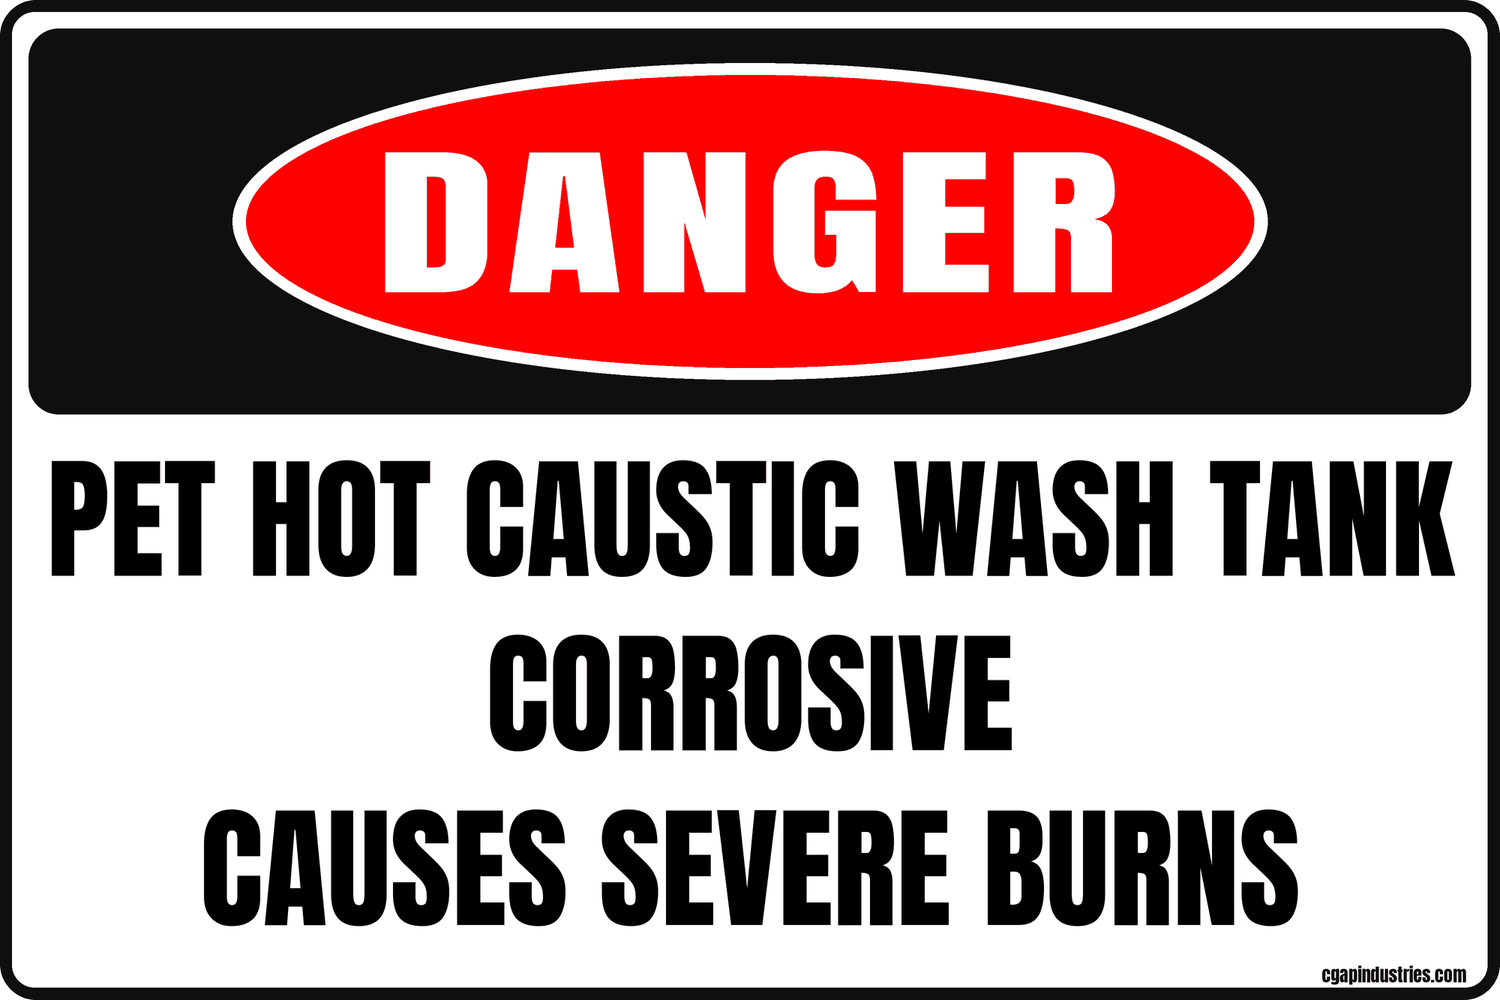 DANGER
PET HOT CAUSTIC WASH TANK
CORROSIVE
CAUSES SEVERE BURNS
cgapindustries.com